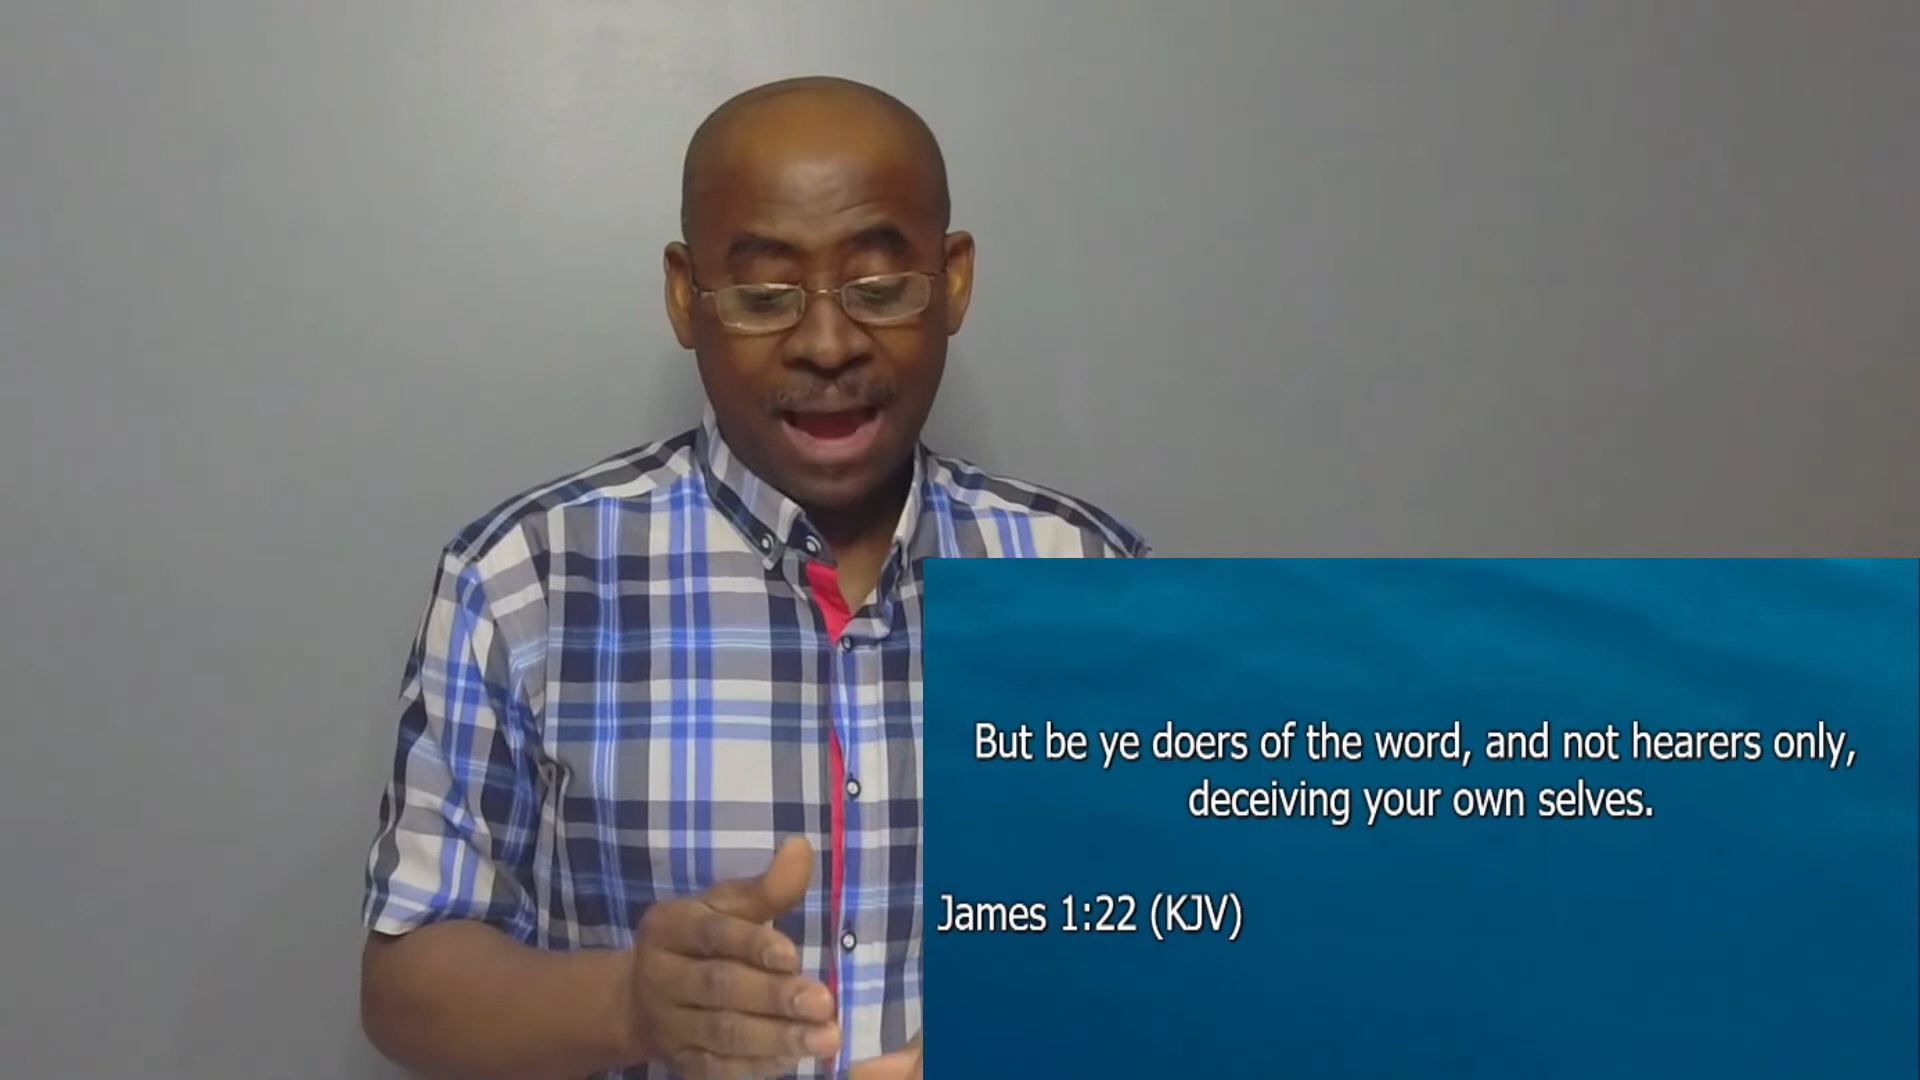 But be ye doers of the word, and not hearers only,
deceiving your own selves.
James 1:22 (KJV)